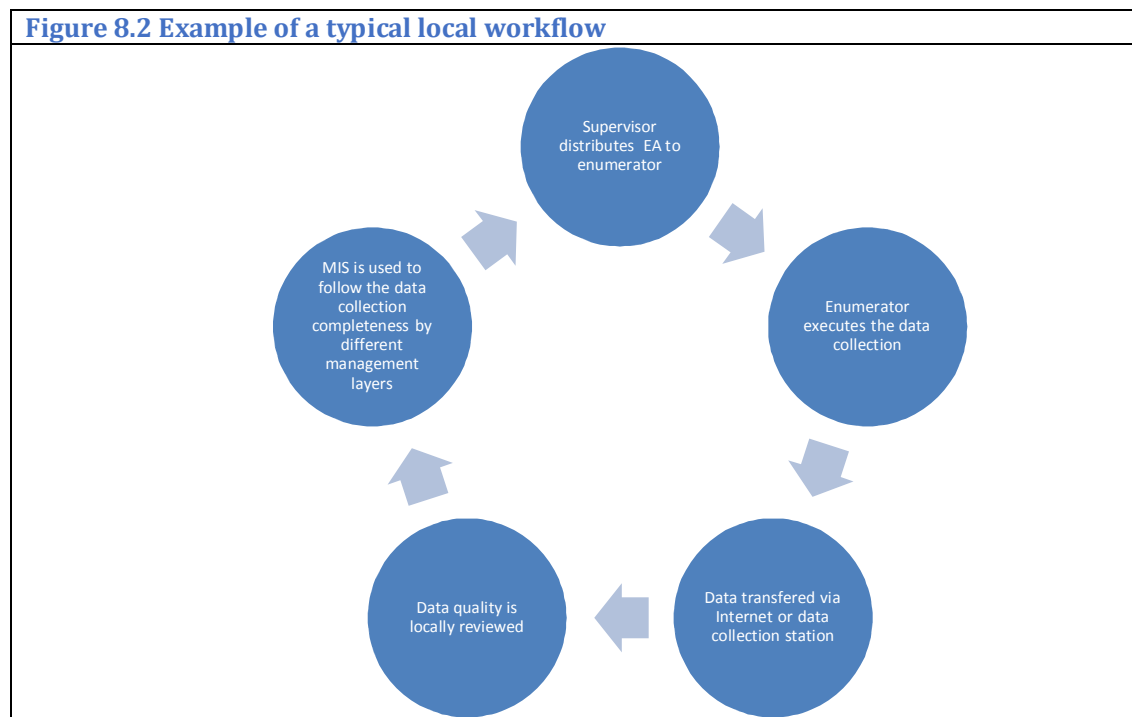 Figure 8.2 Example of a typical local workflow
Supervisor
distributes EA to
enumerator
Enumerator
executes the data
collection
Data transfered via
Internet or data
collection station
Data quality is
locally reviewed
MIS is used to
follow the data
collection
completeness by
different
management
layers